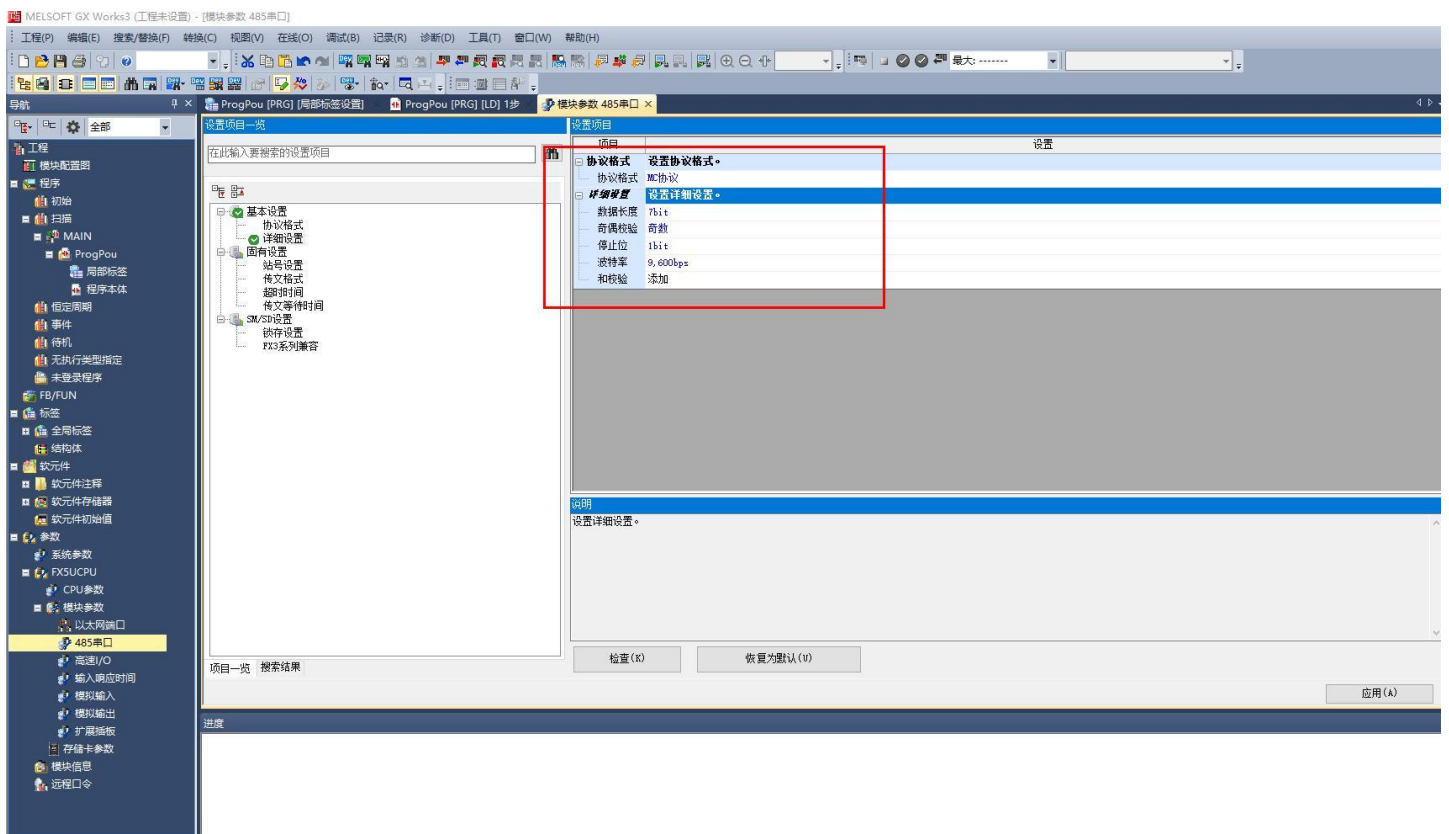 MELSOFT GX Works3 (工程未设置) - [模块参数 485串口]
工程(P) 编辑(E) 搜索/替换(F) 转换(C) 视图(V) 在线(O) 调试(B) 记录(R) 诊断(D) 工具(T) 窗口(W) 帮助(H)
最大: -------
导航
ProgPou [PRG] [局部标签设置]
ProgPou [PRG] [LD] 1步
模块参数 485串口
全部
工程
模块配置图
程序
初始
扫描
MAIN
ProgPou
局部标签
程序本体
恒定周期
事件
待机
无执行类型指定
未登录程序
FB/FUN
标签
全局标签
结构体
软元件
软元件注释
软元件存储器
软元件初始值
参数
系统参数
FX5UCPU
CPU参数
模块参数
以太网端口
485串口
高速I/O
输入响应时间
模拟输入
模拟输出
扩展插板
存储卡参数
模块信息
远程口令
设置项目一览
在此输入要搜索的设置项目
基本设置
协议格式
详细设置
固有设置
站号设置
传文格式
超时时间
传文等待时间
SM/SD设置
锁存设置
FX3系列兼容
项目一览 搜索结果
设置项目
项目 设置
协议格式 设置协议格式。
协议格式 MC协议
详细设置 设置详细设置。
数据长度 7bit
奇偶校验 奇数
停止位 1bit
波特率 9,600bps
和校验 添加
说明
设置详细设置。
检查(K) 恢复为默认(U)
应用(A)
进度